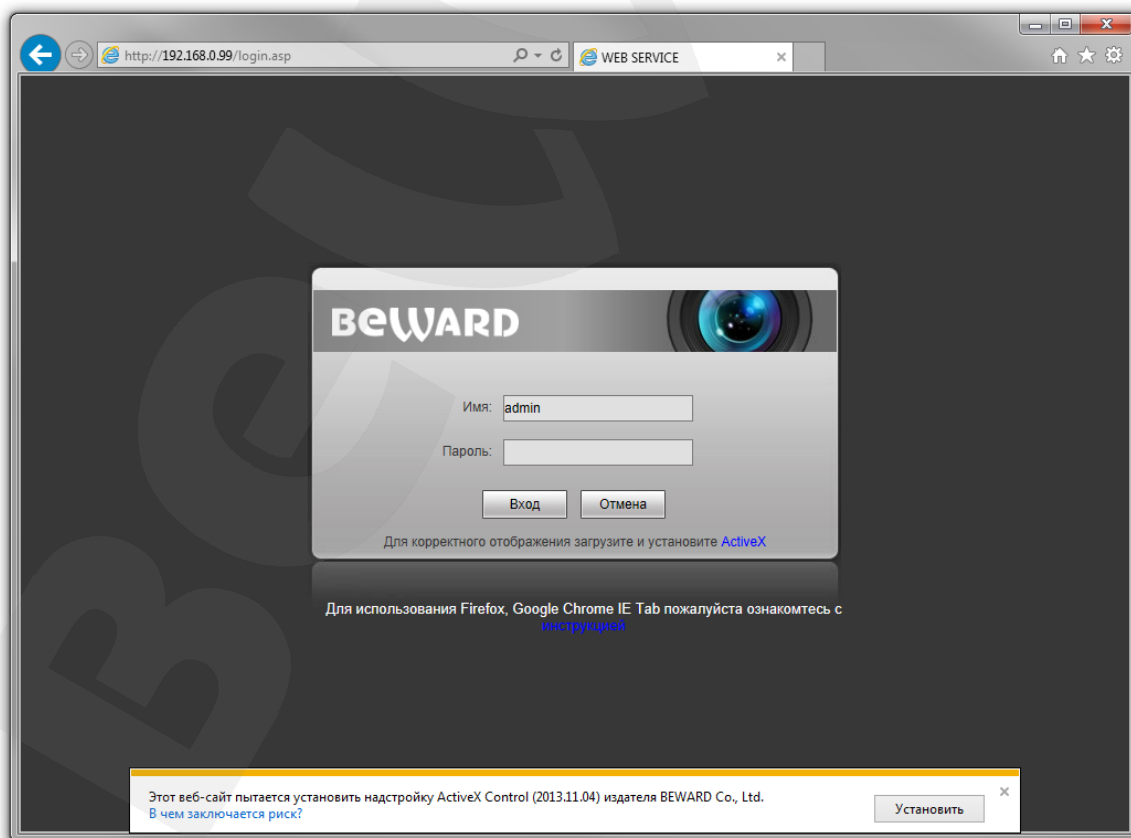 http://192.168.0.99/login.asp
WEB SERVICE
BEWARD
Имя: admin
Пароль:
Вход Отмена
Для корректного отображения загрузите и установите ActiveX
Для использования Firefox, Google Chrome IE Tab пожалуйста ознакомтесь с
инструкцией
Этот веб-сайт пытается установить надстройку ActiveX Control (2013.11.04) издателя BEWARD Co., Ltd.
В чем заключается риск?
Установить